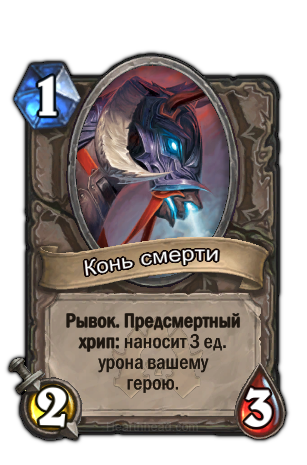 1
Конь смерти
Рывок. Предсмертный
хрип: наносит 3 ед.
урона вашему
герою.
2
3